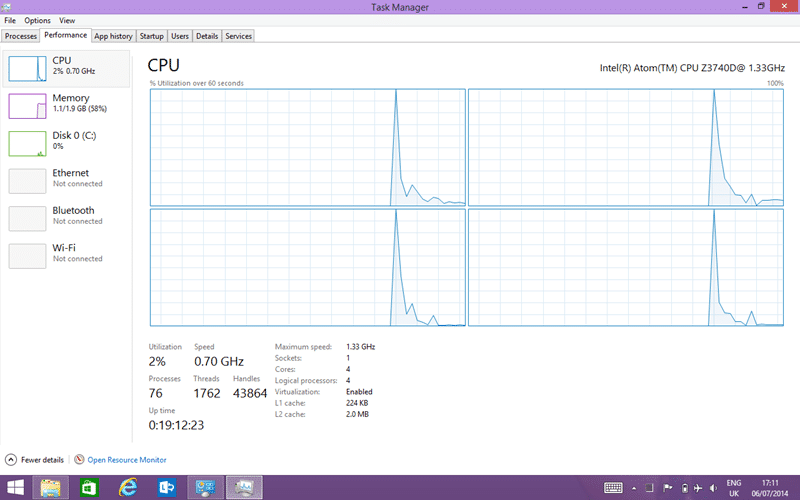 Task Manager
File Options View
Processes Performance App history Startup Users Details Services
CPU
2% 0.70 GHz
Memory
1.1/1.9 GB (58%)
Disk 0 (C:)
0%
Ethernet
Not connected
Bluetooth
Not connected
Wi-Fi
Not connected
CPU
Intel(R) Atom(TM) CPU Z3740D@ 1.33GHz
% Utilization over 60 seconds
100%
Utilization Speed
2% 0.70 GHz
Processes Threads Handles
76 1762 43864
Up time
0:19:12:23
Maximum speed: 1.33 GHz
Sockets: 1
Cores: 4
Logical processors: 4
Virtualization: Enabled
L1 cache: 224 KB
L2 cache: 2.0 MB
Fewer details Open Resource Monitor
ENG 17:11
UK 06/07/2014